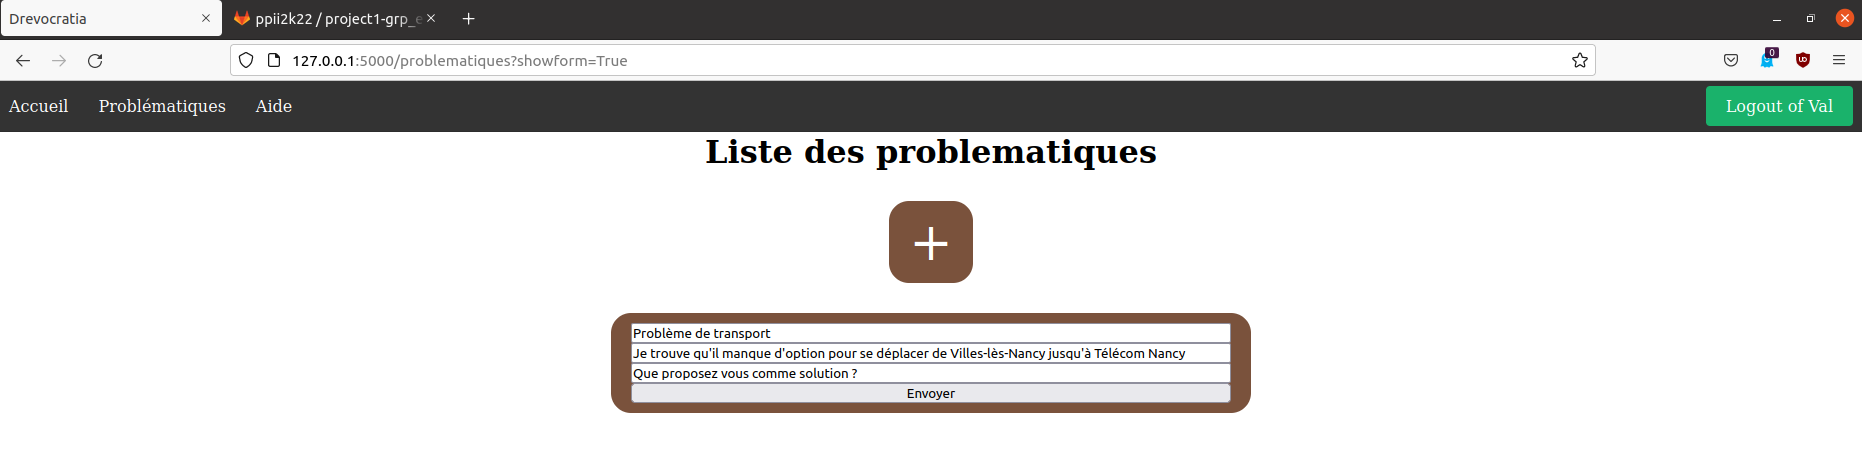 Drevocratia
ppii2k22 / project1-grp_e
127.0.0.1:5000/problematiques?showform=True
0
Accueil Problématiques Aide Logout of Val
Liste des problematiques
+
Problème de transport
Je trouve qu'il manque d'option pour se déplacer de Villes-lès-Nancy jusqu'à Télécom Nancy
Que proposez vous comme solution ?
Envoyer